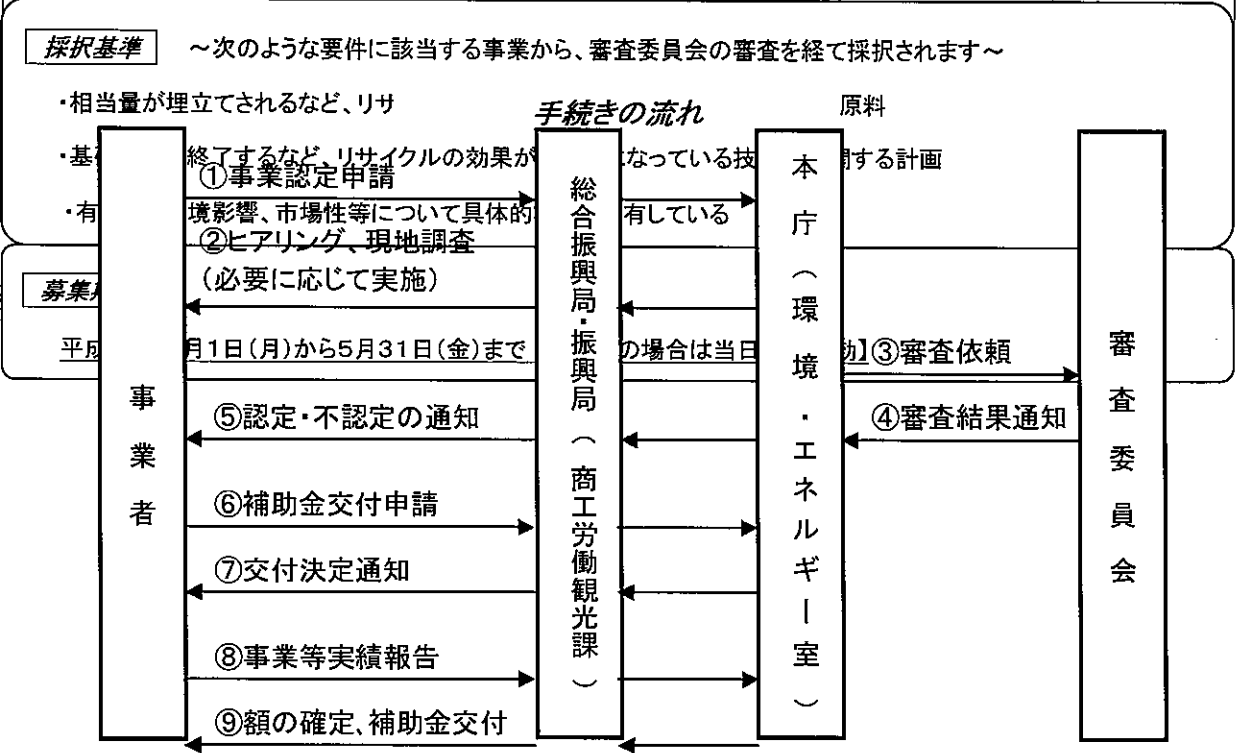 採択基準 ～次のような要件に該当する事業から、審査委員会の審査を経て採択されます～
・相当量が埋立てされるなど、リサ 原料
手続きの流れ
・基 終了するなど、リサイクルの効果が なっている技 関する計画
①事業認定申請
・有 境影響、市場性等について具体的 有している
②ヒアリング、現地調査
(必要に応じて実施)
募集
平成 月1日(月)から5月31日(金)まで の場合は当日 】
③審査依頼
④審査結果通知
⑤認定・不認定の通知
⑥補助金交付申請
⑦交付決定通知
⑧事業等実績報告
⑨額の確定、補助金交付
事業者
総合振興局・振興局(商工労働観光課)
本庁(環境・エネルギー室)
審査委員会